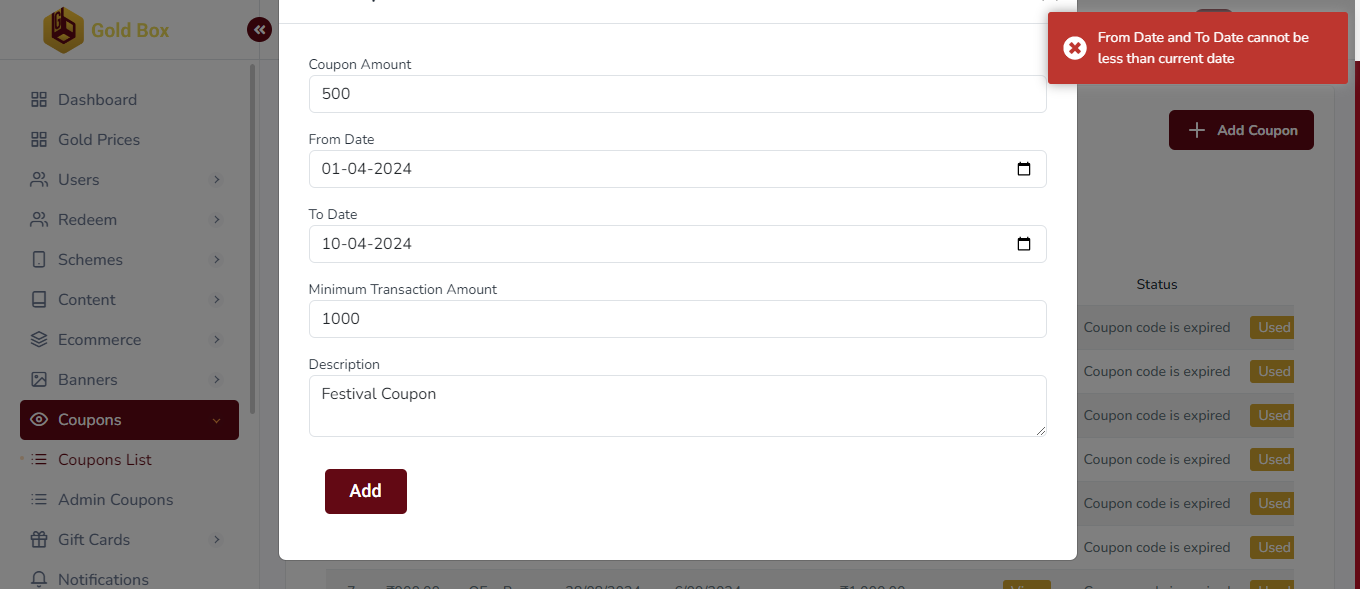 Gold Box
Dashboard
Gold Prices
Users
Redeem
Schemes
Content
Ecommerce
Banners
Coupons
Coupons List
Admin Coupons
Gift Cards
Notifications
Coupon Amount
500
From Date
01-04-2024
To Date
10-04-2024
Minimum Transaction Amount
1000
Description
Festival Coupon
Add
From Date and To Date cannot be
less than current date
Add Coupon
Status
Coupon code is expired Used
Coupon code is expired Used
Coupon code is expired Used
Coupon code is expired Used
Coupon code is expired Used
Coupon code is expired Used